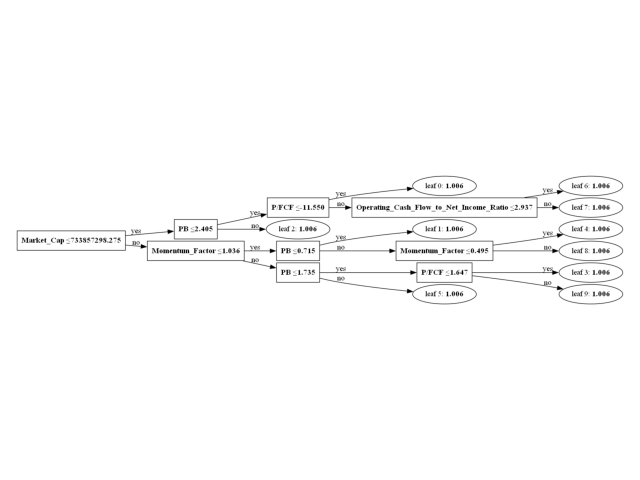 yes
leaf 0: 1.006
yes
leaf 6: 1.006
P/FCF ≤-11.550
no
Operating_Cash_Flow_to_Net_Income_Ratio ≤2.937
no
leaf 7: 1.006
yes
PB ≤2.405
no
leaf 2: 1.006
yes
leaf 1: 1.006
yes
leaf 4: 1.006
Market_Cap ≤733857298.275
yes
no
Momentum_Factor ≤1.036
yes
PB ≤0.715
no
Momentum_Factor ≤0.495
no
leaf 8: 1.006
no
PB ≤1.735
yes
P/FCF ≤1.647
yes
leaf 3: 1.006
no
leaf 5: 1.006
no
leaf 9: 1.006